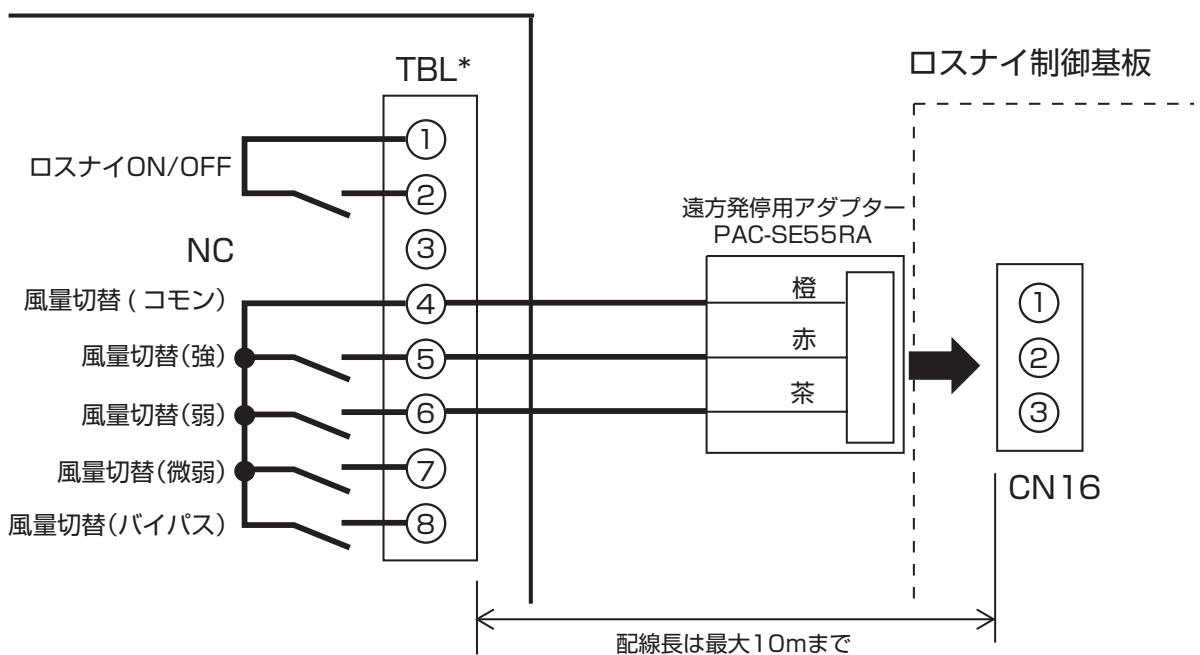 TBL*
ロスナイ制御基板
①
ロスナイON/OFF
②
遠方発停用アダプター
PAC-SE55RA
NC
③
風量切替(コモン)
④
橙
①
風量切替(強)
⑤
赤
②
風量切替(弱)
⑥
茶
③
風量切替(微弱)
⑦
CN16
風量切替(バイパス)
⑧
配線長は最大10mまで